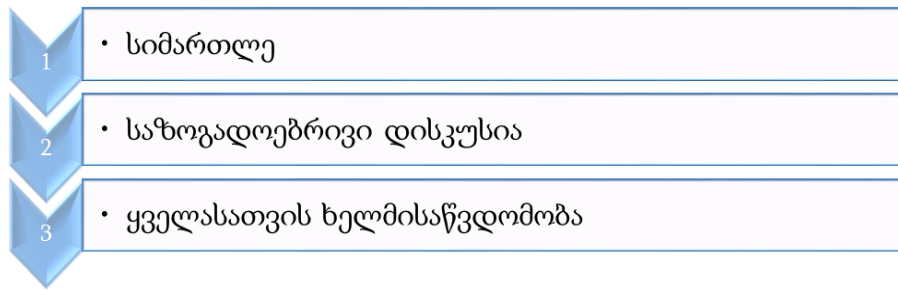 1 • სიმართლე
2 • საზოგადოებრივი დისკუსია
3 • ყველასათვის ხელმისაწვდომობა